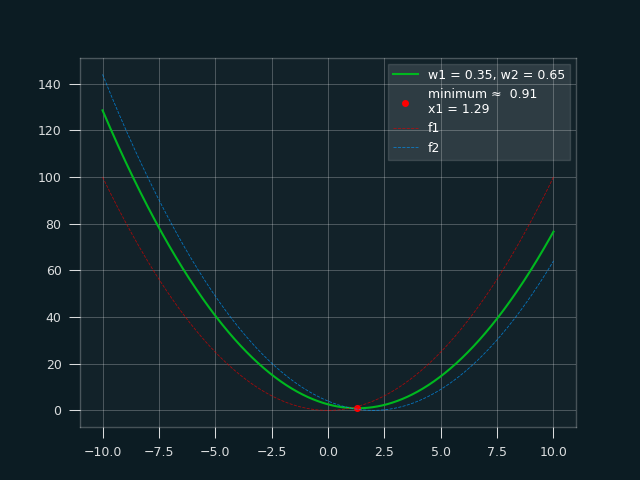 w1 = 0.35, w2 = 0.65
minimum ≈ 0.91
x1 = 1.29
f1
f2
140
120
100
80
60
40
20
0
−10.0 −7.5 −5.0 −2.5 0.0 2.5 5.0 7.5 10.0